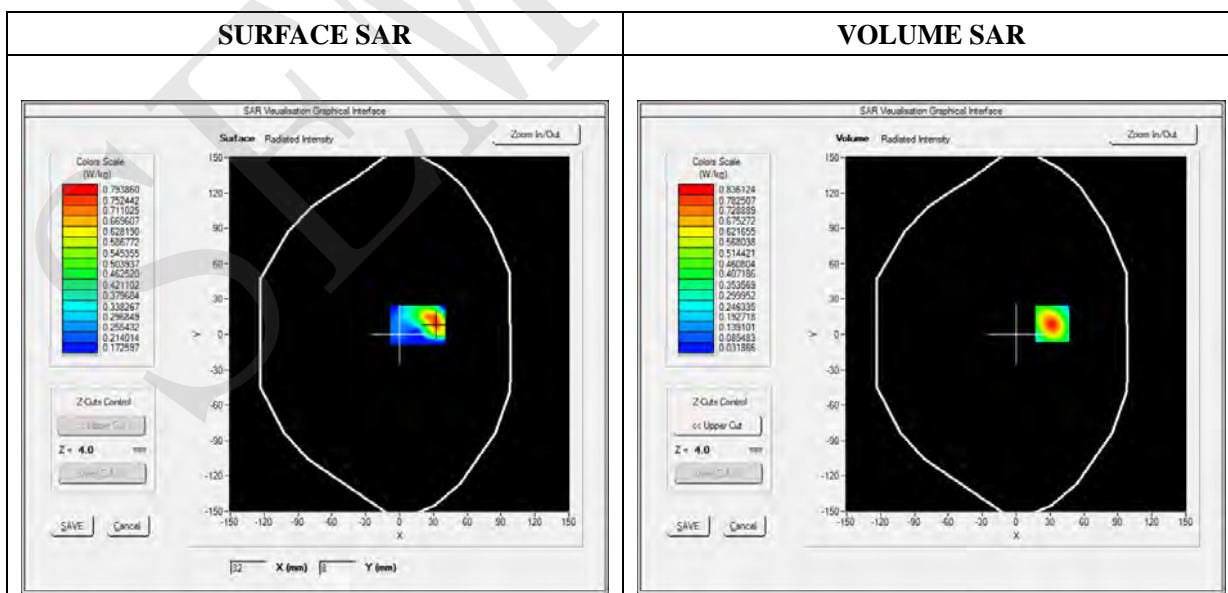 SURFACE SAR
SAR Visualisation Graphical Interface
Surface Radiated Intensity
Zoom In/Out
Colors Scale
(W/kg)
0.793860
0.752442
0.711025
0.669607
0.628190
0.586772
0.545355
0.503937
0.462520
0.421102
0.379684
0.338267
0.296849
0.255432
0.214014
0.172597
150
120
90
60
30
0
-30
-60
-90
-120
-150
Y
-150 -120 -90 -60 -30 0 30 60 90 120 150
X
Z-Cuts Control
<< Upper Cut
Z = 4.0 mm
SAVE Cancel
32 X (mm) 8 Y (mm)
VOLUME SAR
SAR Visualisation Graphical Interface
Volume Radiated Intensity
Zoom In/Out
Colors Scale
(W/kg)
0.836124
0.782507
0.728889
0.675272
0.621655
0.568038
0.514421
0.460804
0.407186
0.353569
0.299952
0.246335
0.192718
0.139101
0.085483
0.031866
150
120
90
60
30
0
-30
-60
-90
-120
-150
Y
-150 -120 -90 -60 -30 0 30 60 90 120 150
X
Z-Cuts Control
<< Upper Cut
Z = 4.0 mm
SAVE Cancel
SEM